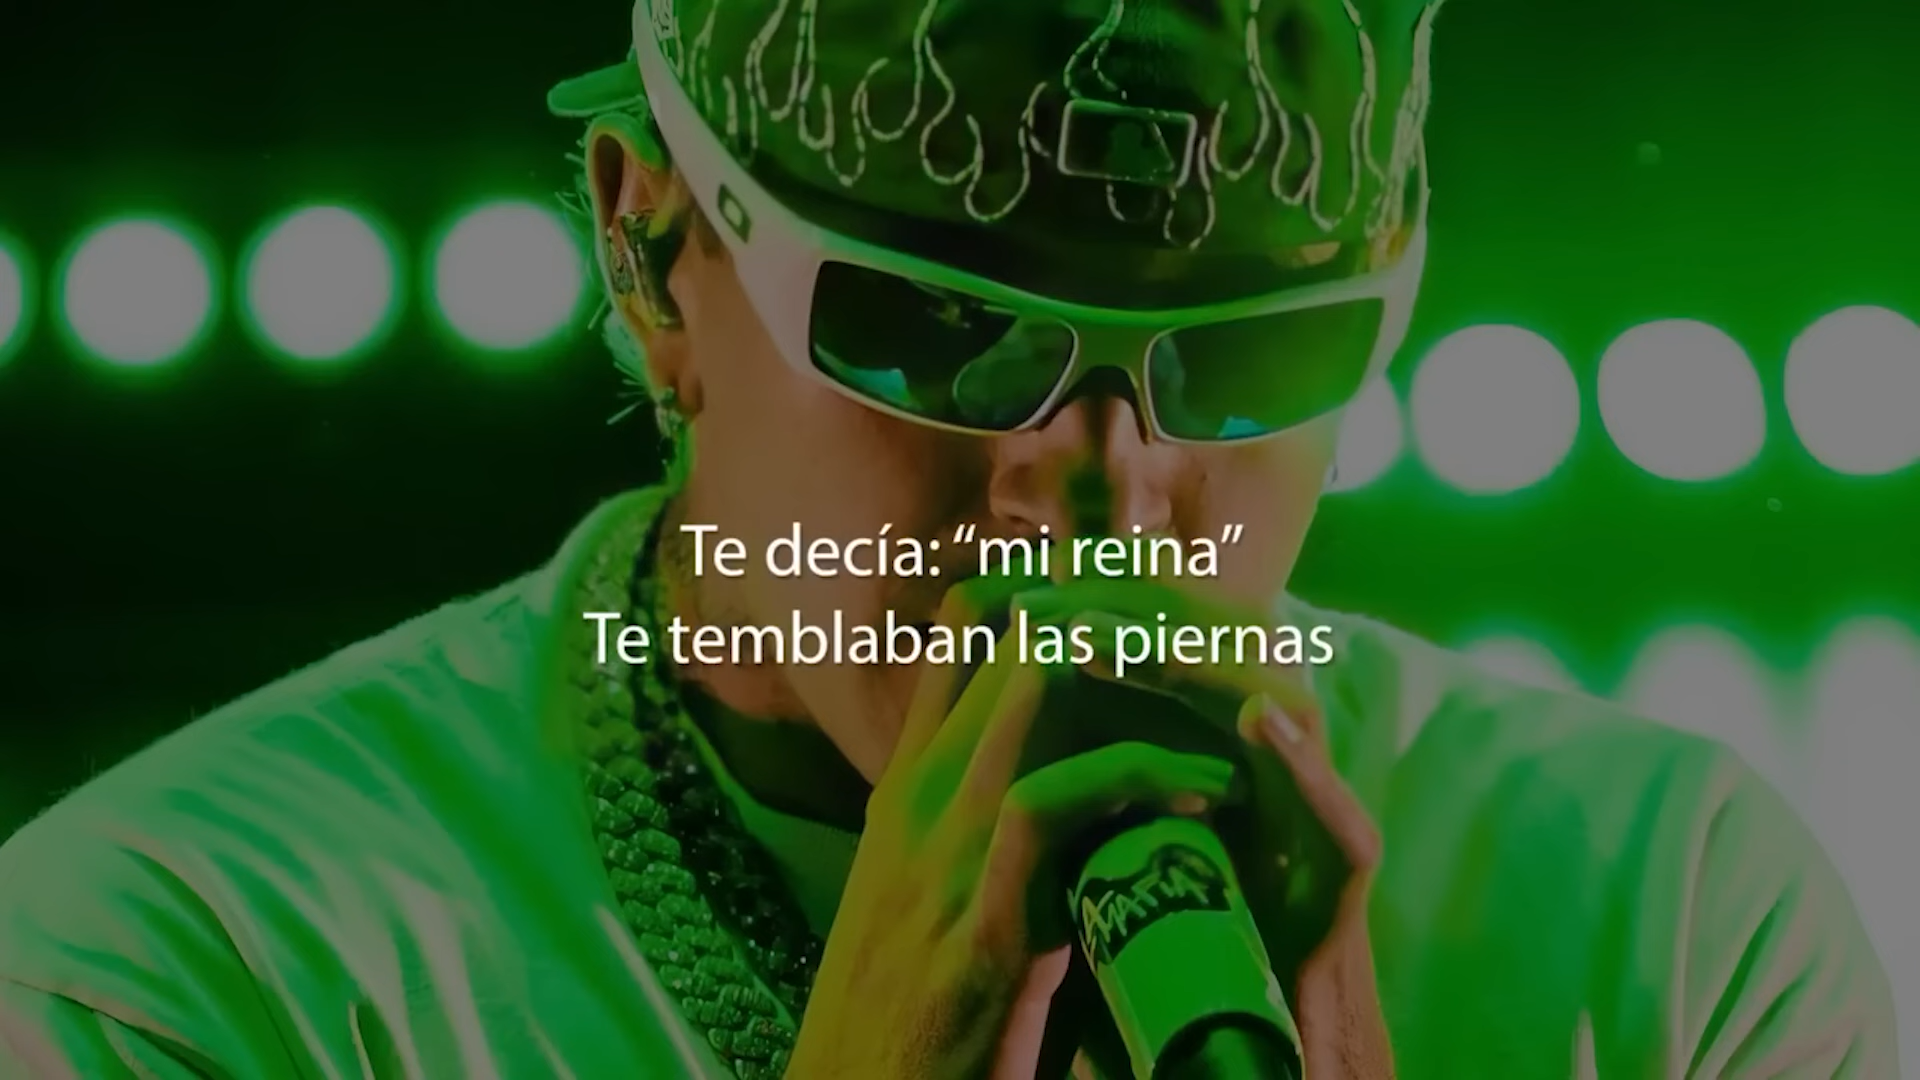 Te decía: “mi reina”
Te temblaban las piernas